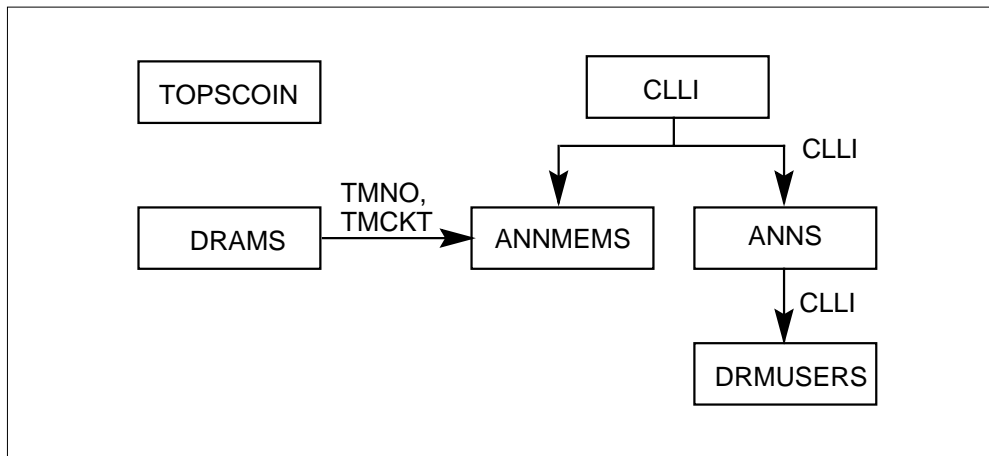 TOPSCOIN
CLLI
CLLI
TMNO,
TMCKT
DRAMS
ANNMEMS
ANNS
CLLI
DRMUSERS